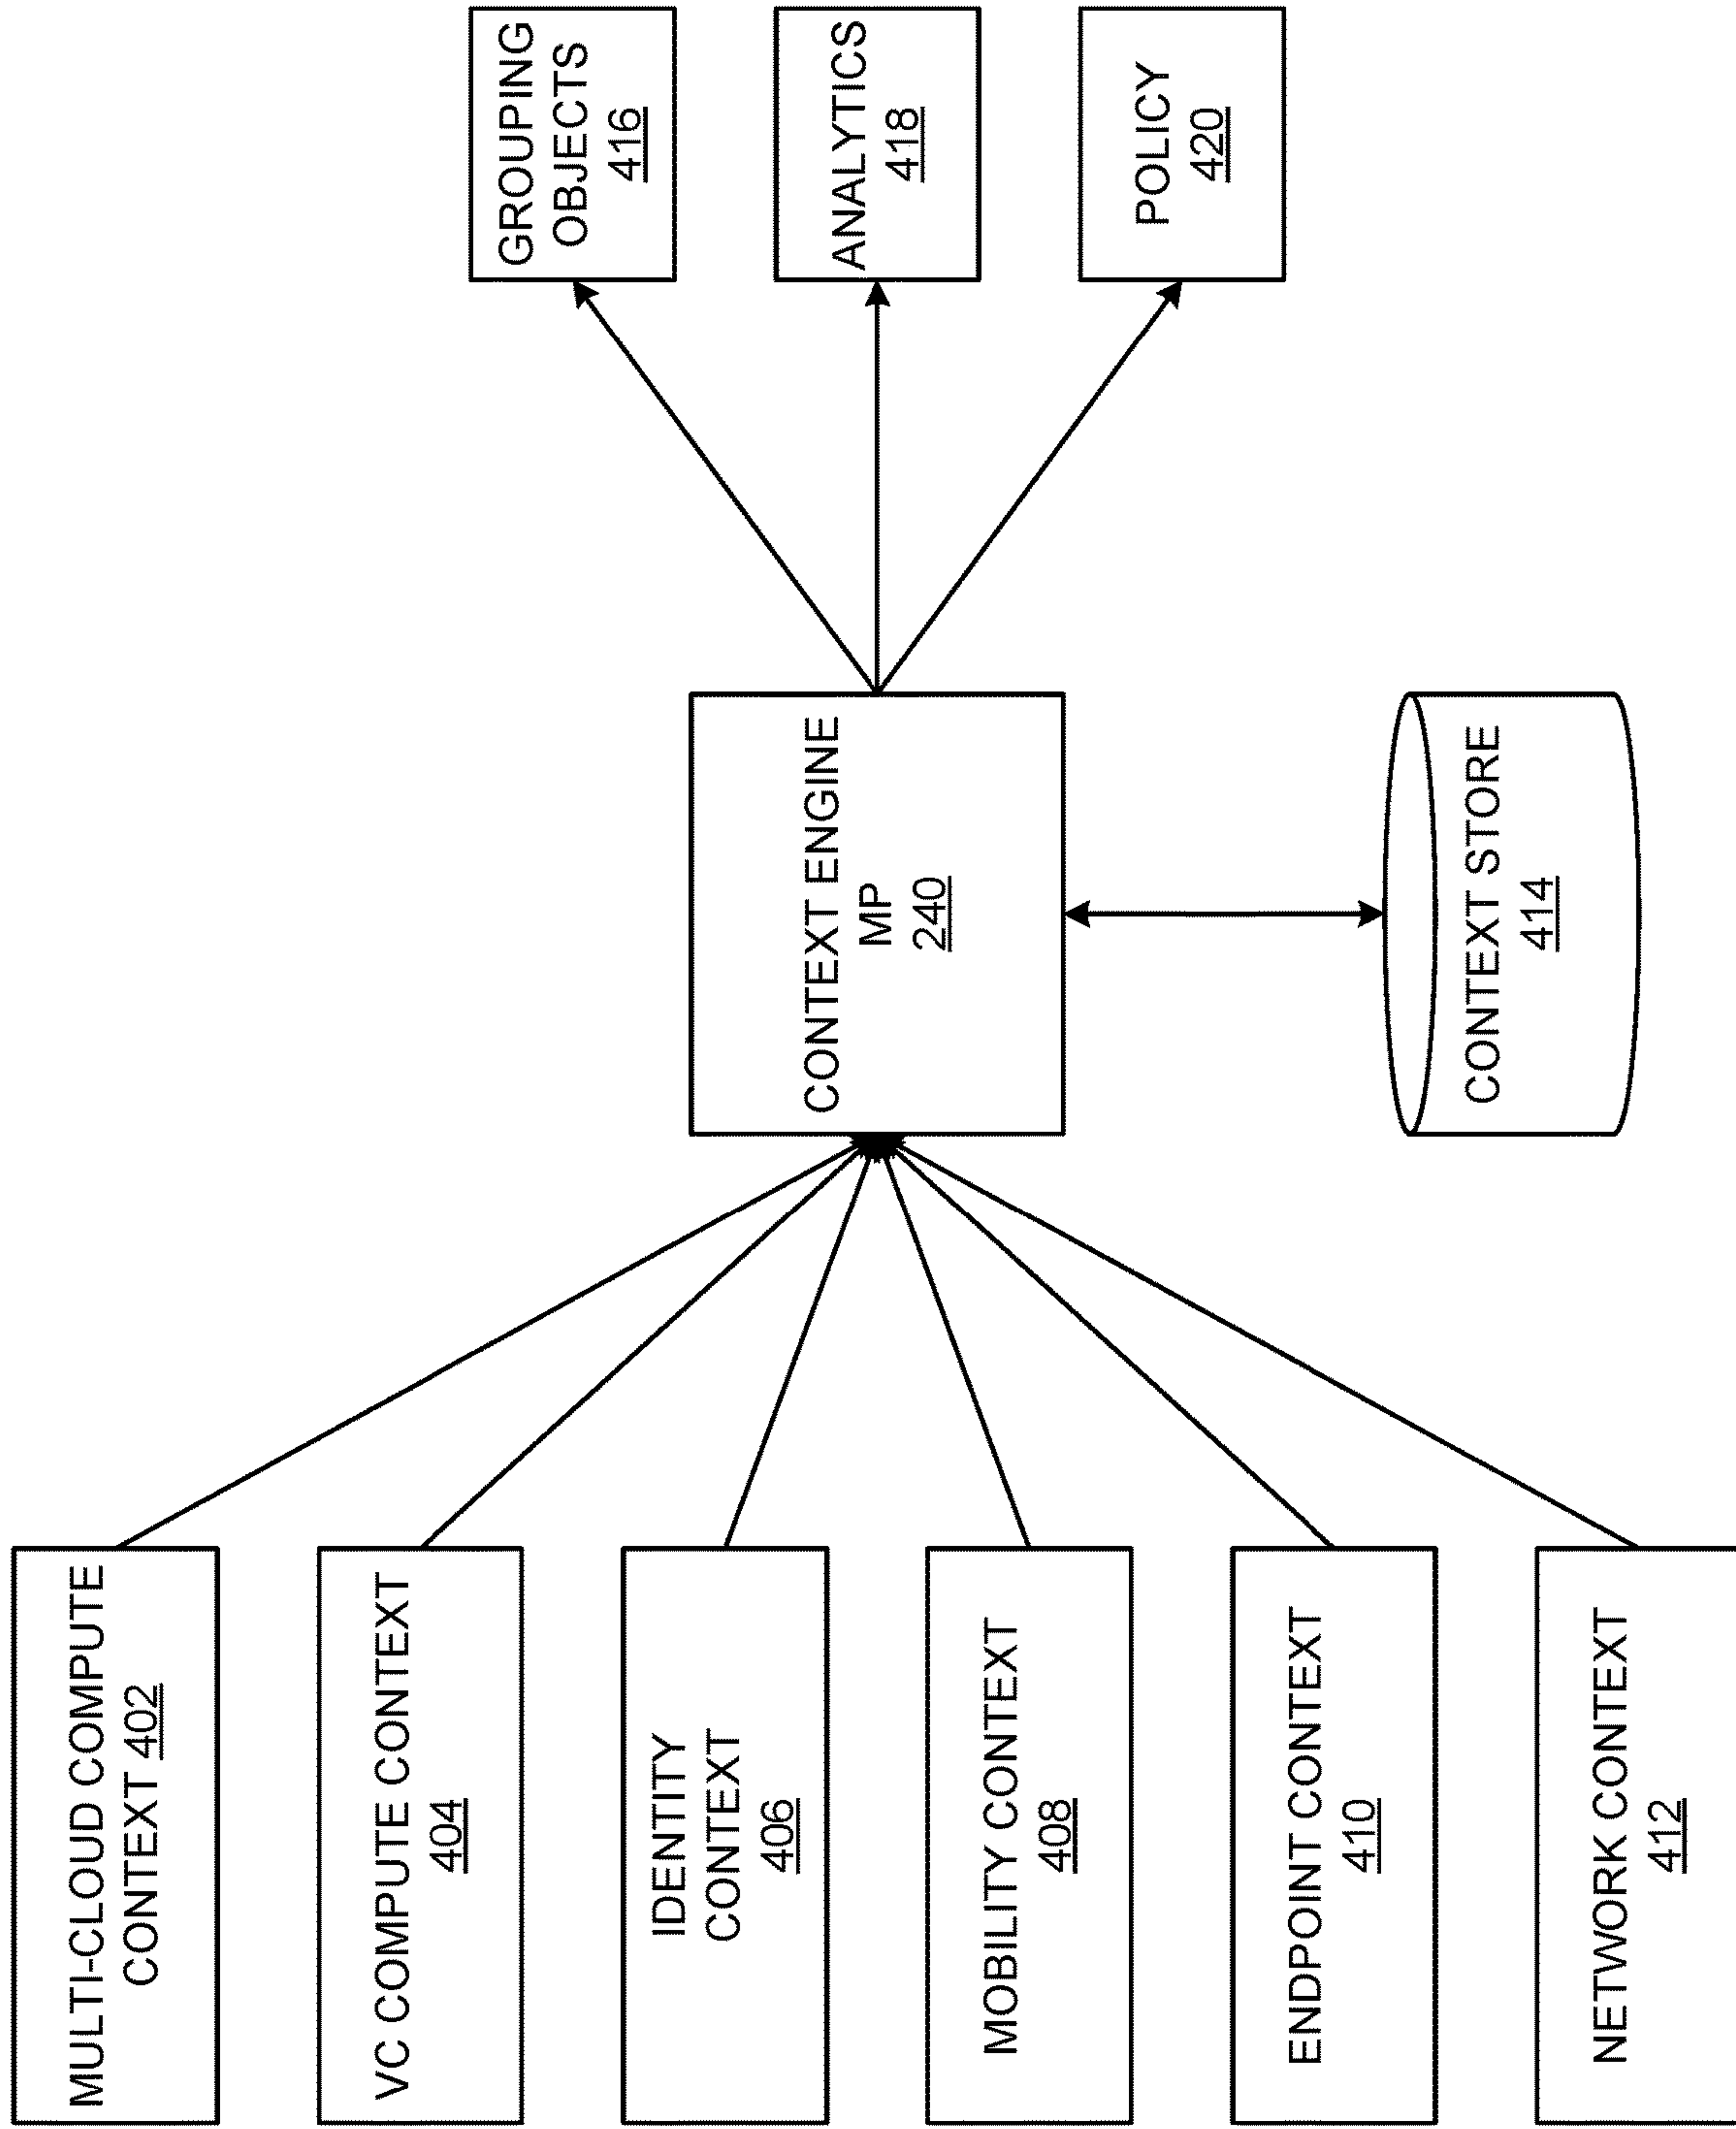 MULTI-CLOUD COMPUTE
CONTEXT 402
VC COMPUTE CONTEXT
404
IDENTITY
CONTEXT
406
MOBILITY CONTEXT
408
ENDPOINT CONTEXT
410
NETWORK CONTEXT
412
CONTEXT ENGINE
MP
240
CONTEXT STORE
414
GROUPING
OBJECTS
416
ANALYTICS
418
POLICY
420